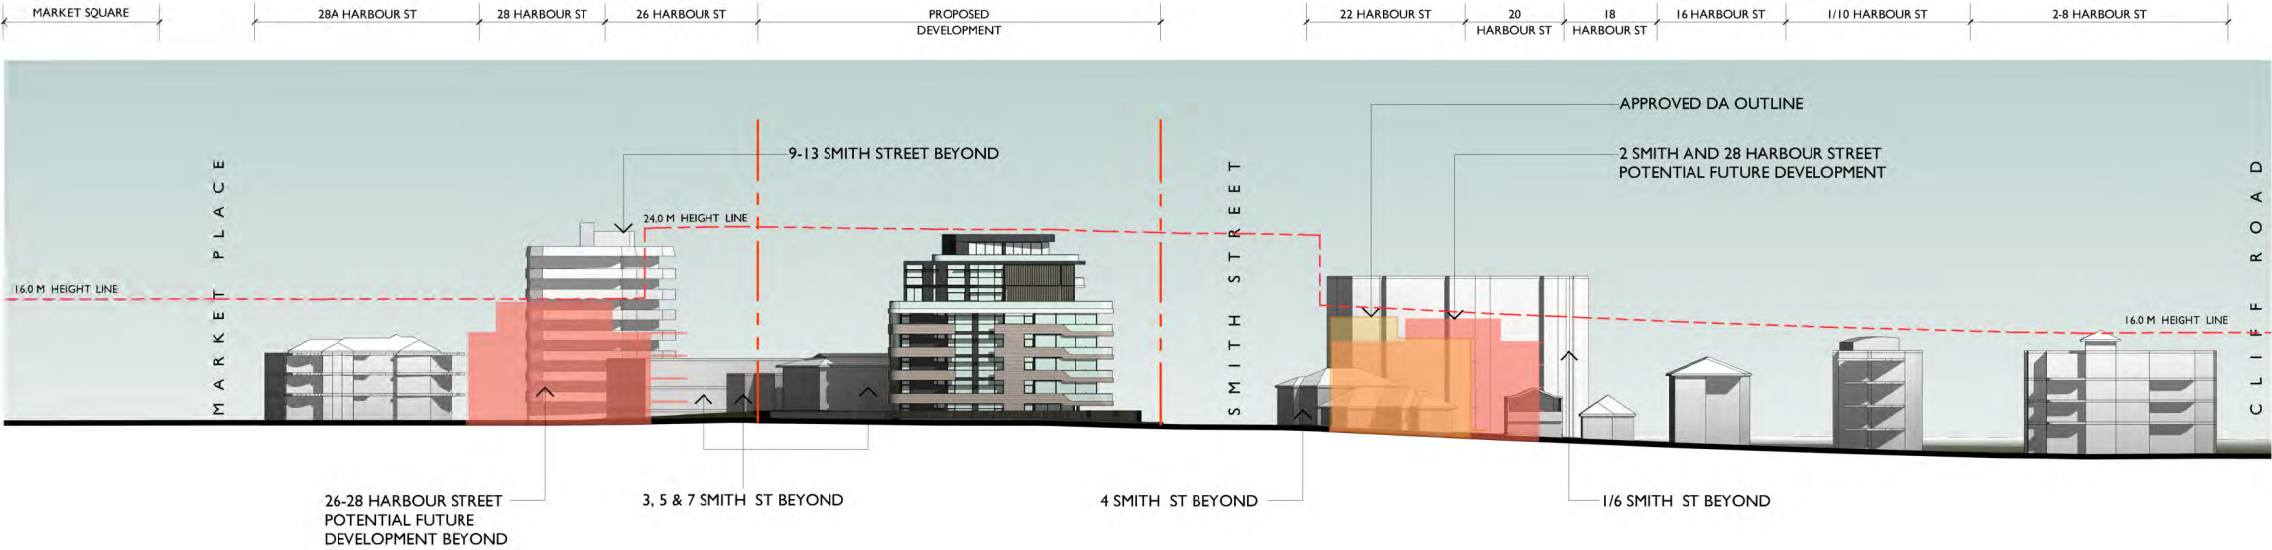 MARKET SQUARE
28A HARBOUR ST
28 HARBOUR ST
26 HARBOUR ST
PROPOSED
DEVELOPMENT
22 HARBOUR ST
20
HARBOUR ST
18
HARBOUR ST
16 HARBOUR ST
1/10 HARBOUR ST
2-8 HARBOUR ST
APPROVED DA OUTLINE
9-13 SMITH STREET BEYOND
2 SMITH AND 28 HARBOUR STREET
POTENTIAL FUTURE DEVELOPMENT
MARKET PLACE
SMITH STREET
CLIFF ROAD
24.0 M HEIGHT LINE
16.0 M HEIGHT LINE
16.0 M HEIGHT LINE
26-28 HARBOUR STREET
POTENTIAL FUTURE
DEVELOPMENT BEYOND
3, 5 & 7 SMITH ST BEYOND
4 SMITH ST BEYOND
1/6 SMITH ST BEYOND